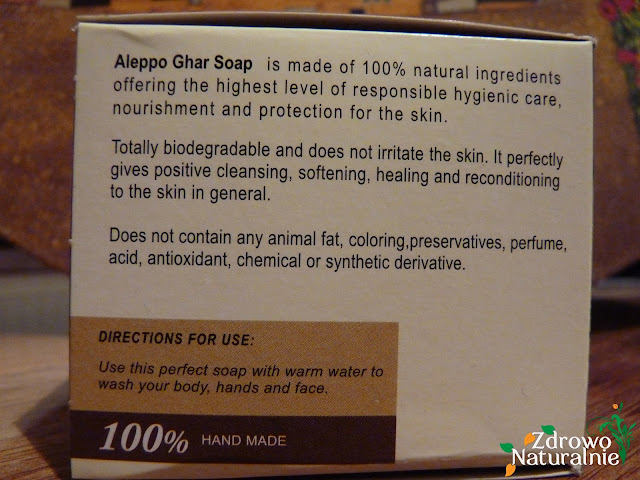 Aleppo Ghar Soap is made of 100% natural ingredients
offering the highest level of responsible hygienic care,
nourishment and protection for the skin.
Totally biodegradable and does not irritate the skin. It perfectly
gives positive cleansing, softening, healing and reconditioning
to the skin in general.
Does not contain any animal fat, coloring,preservatives, perfume,
acid, antioxidant, chemical or synthetic derivative.
DIRECTIONS FOR USE:
Use this perfect soap with warm water to
wash your body, hands and face.
100% HAND MADE
Zdrowo
Naturalnie